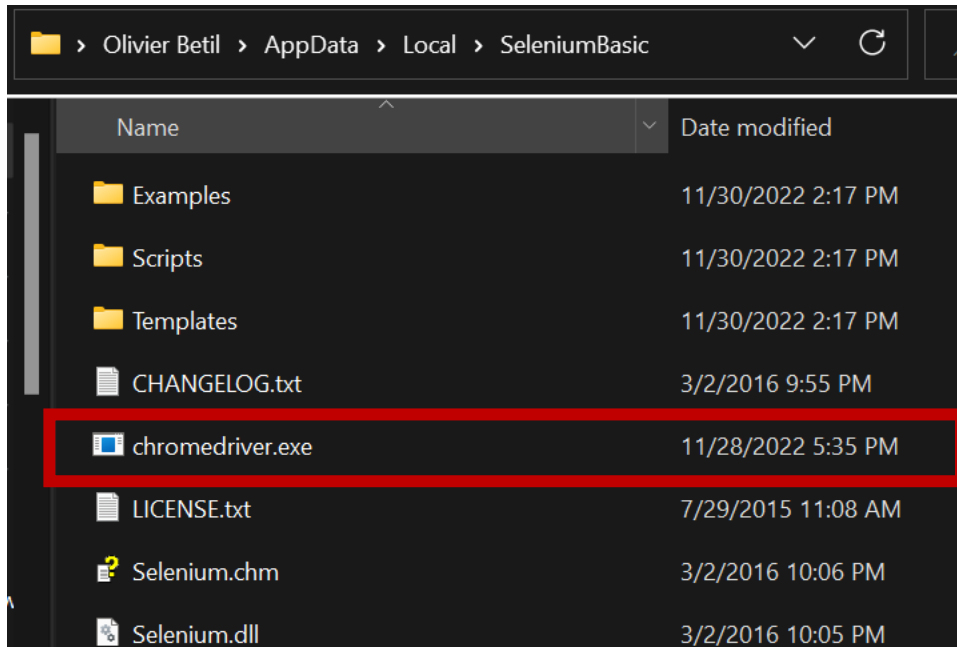 Olivier Betil > AppData > Local > SeleniumBasic
Name Date modified
Examples 11/30/2022 2:17 PM
Scripts 11/30/2022 2:17 PM
Templates 11/30/2022 2:17 PM
CHANGELOG.txt 3/2/2016 9:55 PM
chromedriver.exe 11/28/2022 5:35 PM
LICENSE.txt 7/29/2015 11:08 AM
Selenium.chm 3/2/2016 10:06 PM
Selenium.dll 3/2/2016 10:05 PM